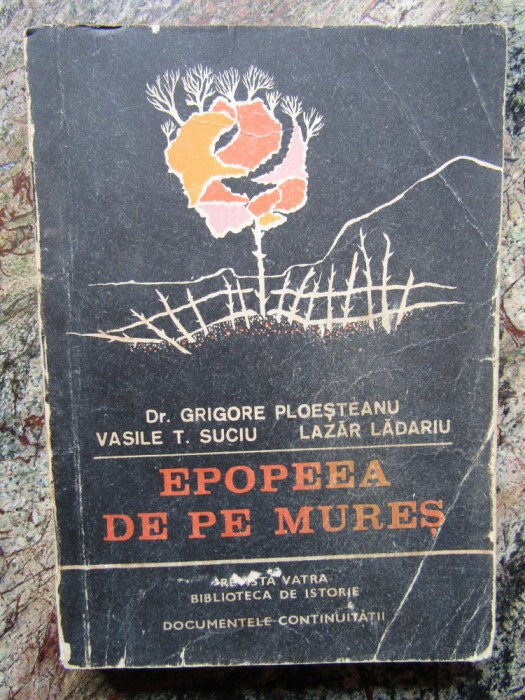 Dr. GRIGORE PLOEȘTEANU
VASILE T. SUCIU LAZĂR LĂDARIU
EPOPEEA
DE PE MUREȘ
REVISTA VATRA
BIBLIOTECA DE ISTORIE
DOCUMENTELE CONTINUITĂȚII